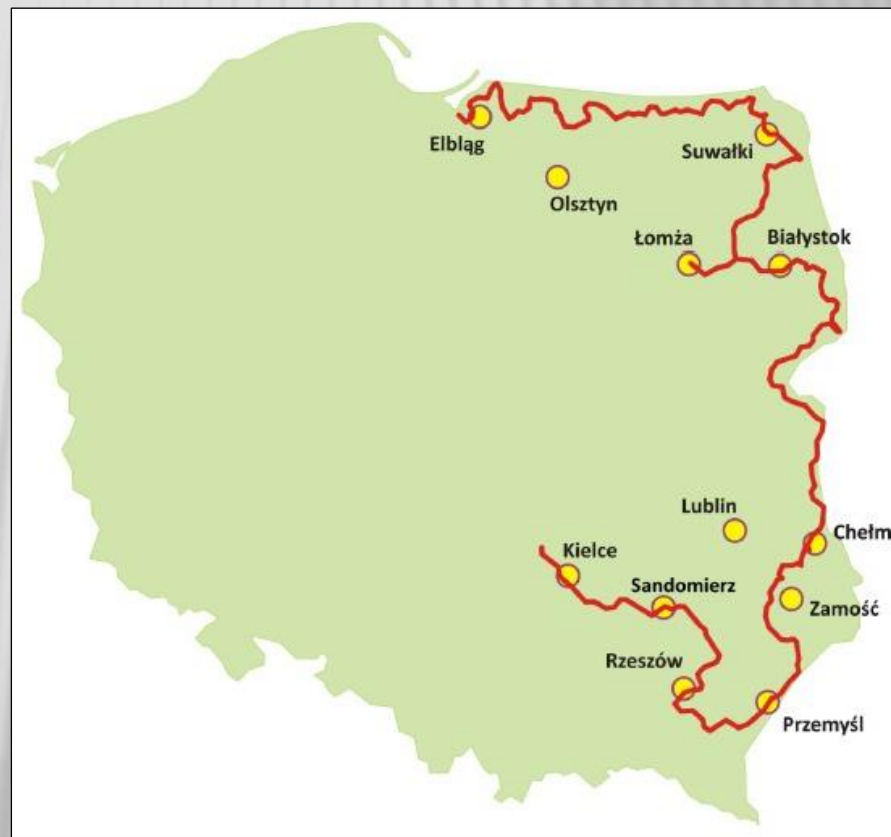 Elbląg
Suwałki
Olsztyn
Łomża
Białystok
Lublin
Chełm
Kielce
Sandomierz
Zamość
Rzeszów
Przemyśl